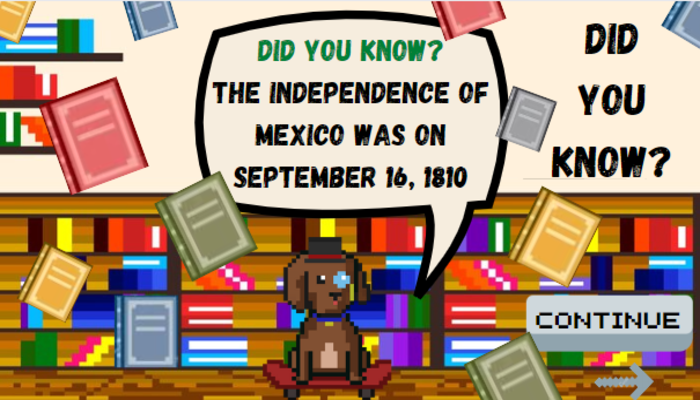 DID YOU KNOW?
THE INDEPENDENCE OF
MEXICO WAS ON
SEPTEMBER 16, 1810
DID
YOU
KNOW?
CONTINUE